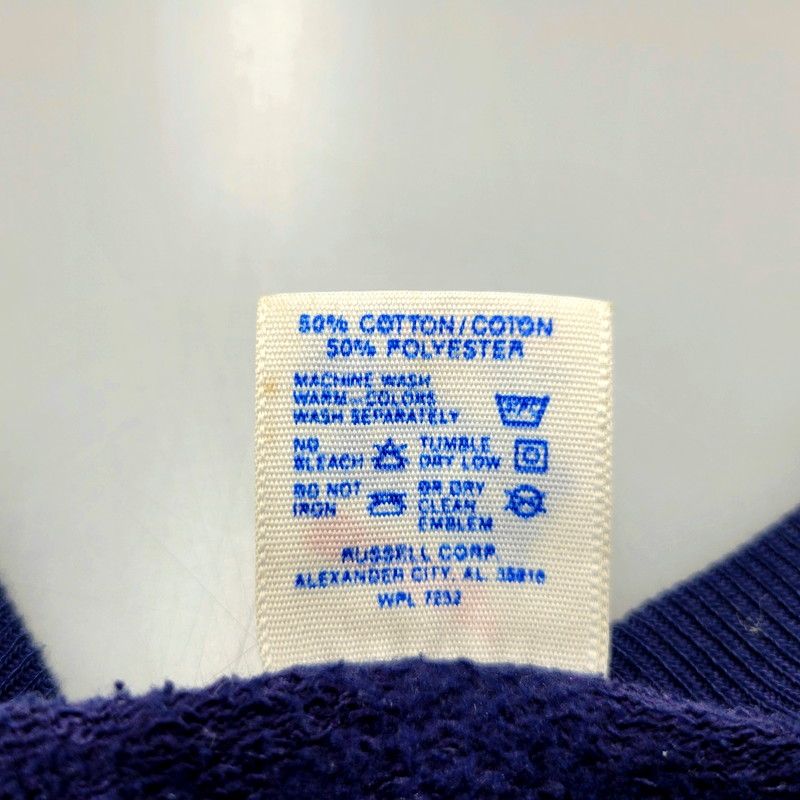 50% COTTON/COTON
50% POLYESTER
MACHINE WASH
WARM-COLORS
WASH SEPARATELY
NO
BLEACH
TUMBLE
DRY LOW
DO NOT
IRON
OR DRY
CLEAN
EMBLEM
RUSSELL CORP
ALEXANDER CITY, AL
WPL 7232